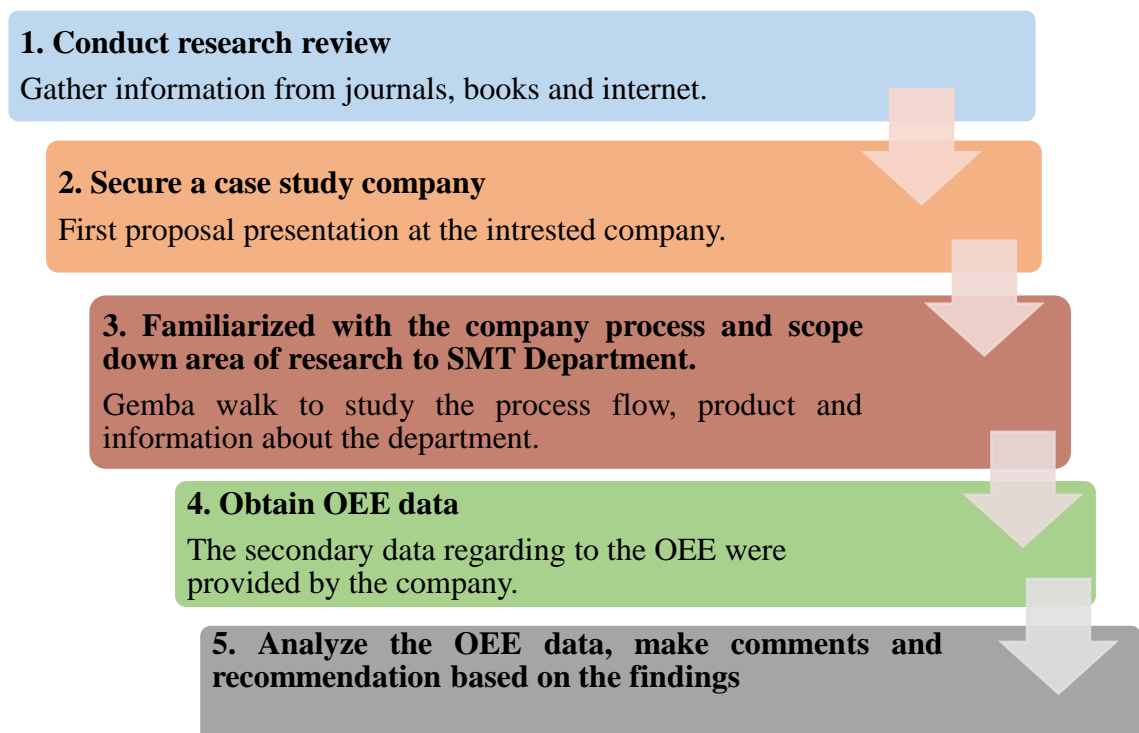 1. Conduct research review
Gather information from journals, books and internet.
2. Secure a case study company
First proposal presentation at the intrested company.
3. Familiarized with the company process and scope
down area of research to SMT Department.
Gemba walk to study the process flow, product and
information about the department.
4. Obtain OEE data
The secondary data regarding to the OEE were
provided by the company.
5. Analyze the OEE data, make comments and
recommendation based on the findings